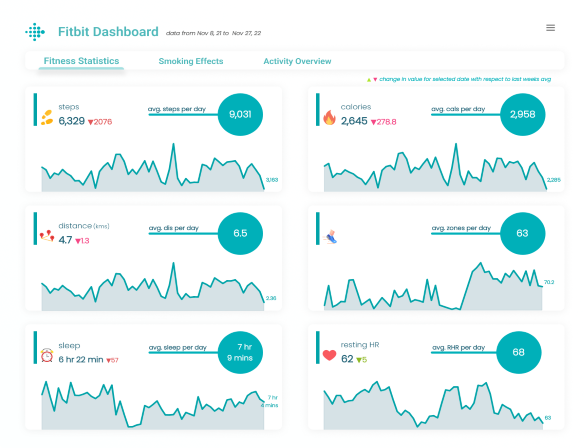 Fitbit Dashboard data from Nov 8, 21 to Nov 27, 22
Fitness Statistics Smoking Effects Activity Overview
▲▼ change in value for selected date with respect to last weeks avg
steps
6,329 ▼2076
avg. steps per day
9,031
calories
2,645 ▼278.8
avg. cals per day
2,958
2,285
distance (kms)
4.7 ▼1.3
avg. dis per day
6.5
2.36
avg. zones per day
63
70.2
sleep
6 hr 22 min ▼57
avg. sleep per day
7 hr
9 mins
7 hr
4 mins
resting HR
62 ▼5
avg. RHR per day
68
63